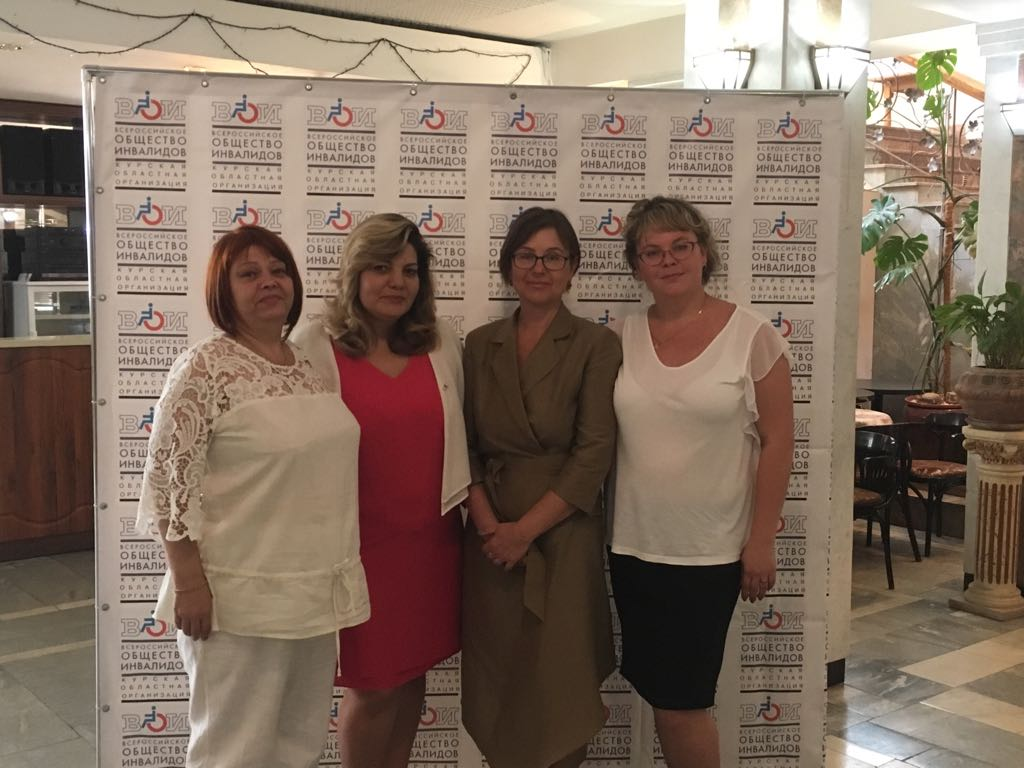 ВОИ
ВСЕРОССИЙСКОЕ
ОБЩЕСТВО
ИНВАЛИДОВ
КУРСКАЯ
ОБЛАСТНАЯ
ОРГАНИЗАЦИЯ